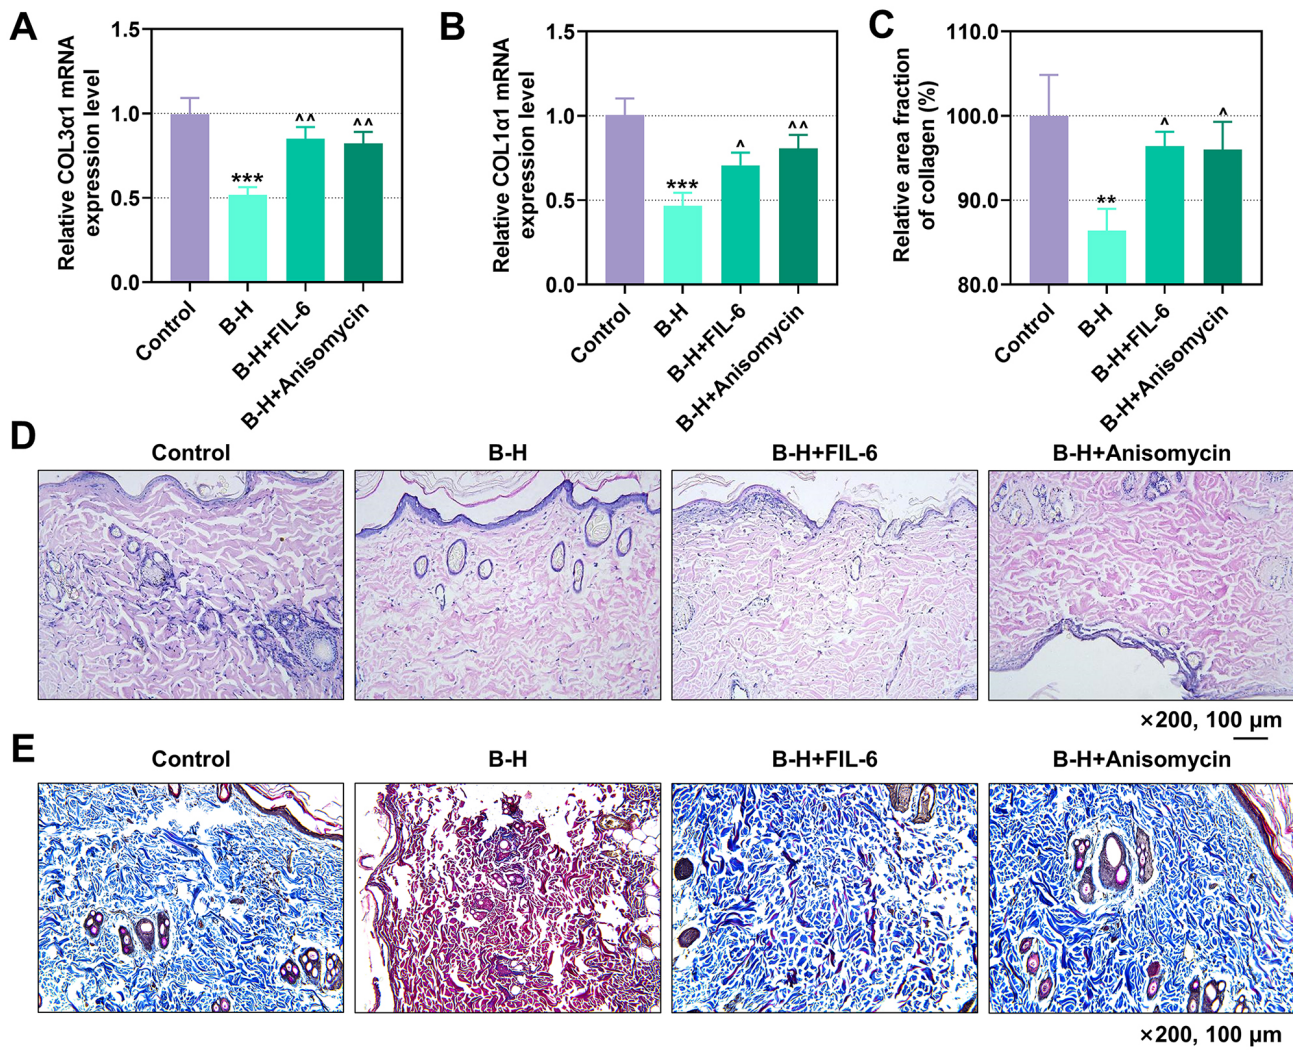 A
Relative COL3α1 mRNA
expression level
1.5
1.0
0.5
0.0
***
^^
^^
Control
B-H
B-H+FIL-6
B-H+Anisomycin
B
Relative COL1α1 mRNA
expression level
1.5
1.0
0.5
0.0
***
^
^^
Control
B-H
B-H+FIL-6
B-H+Anisomycin
C
Relative area fraction
of collagen (%)
110.0
100.0
90.0
80.0
**
^
^
Control
B-H
B-H+FIL-6
B-H+Anisomycin
D
Control
B-H
B-H+FIL-6
B-H+Anisomycin
×200, 100 μm
E
Control
B-H
B-H+FIL-6
B-H+Anisomycin
×200, 100 μm